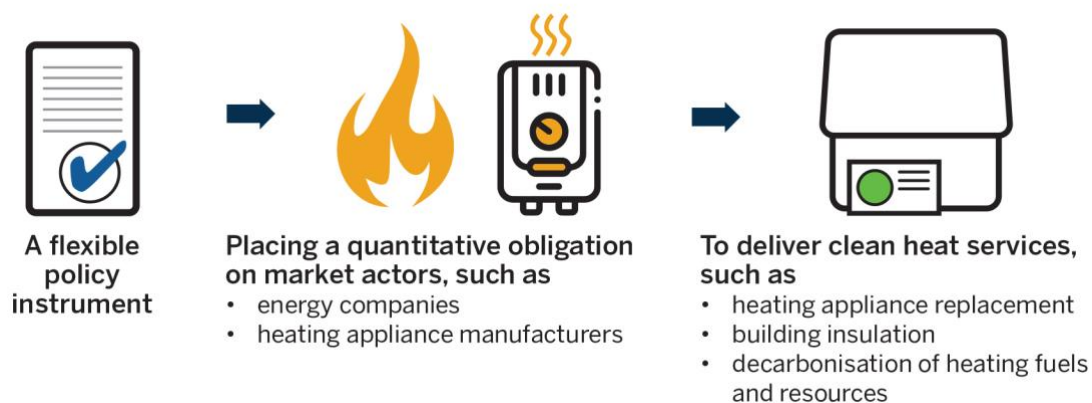 A flexible
policy
instrument
Placing a quantitative obligation
on market actors, such as
• energy companies
• heating appliance manufacturers
To deliver clean heat services,
such as
• heating appliance replacement
• building insulation
• decarbonisation of heating fuels
and resources